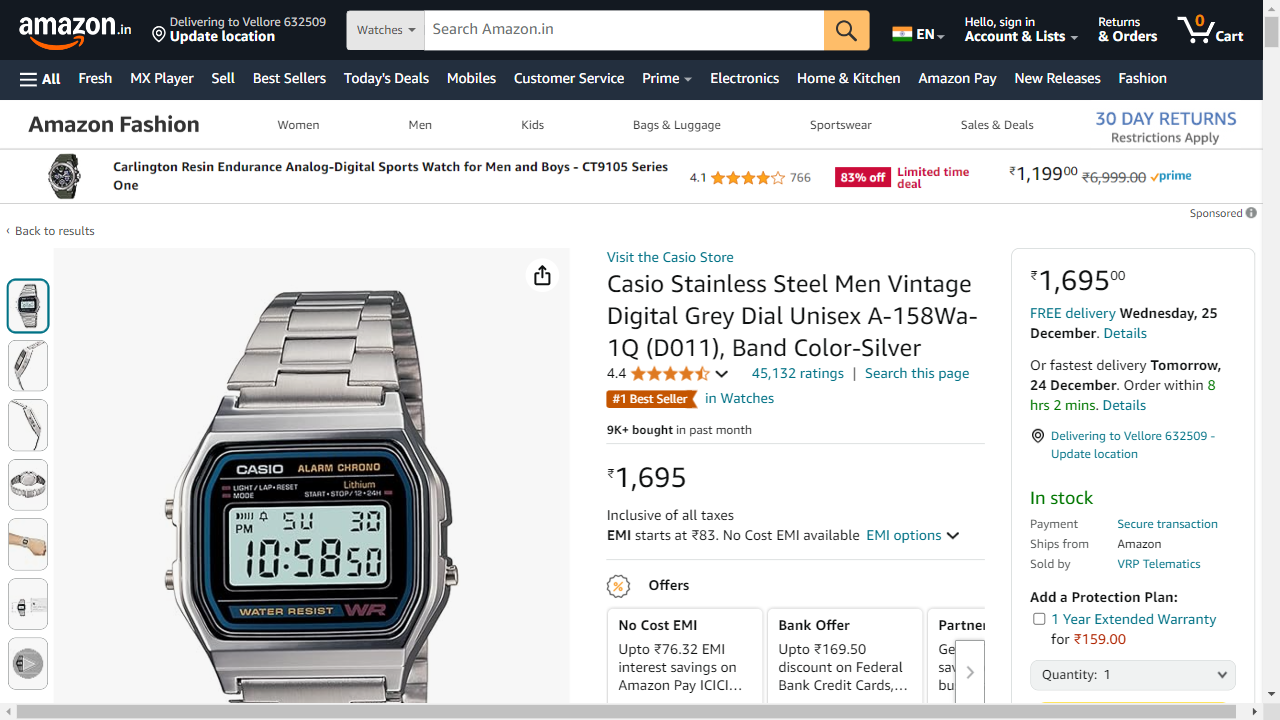 amazon.in
Delivering to Vellore 632509
Update location
Watches
Search Amazon.in
EN
Hello, sign in
Account & Lists
Returns
& Orders
0
Cart
All
Fresh
MX Player
Sell
Best Sellers
Today's Deals
Mobiles
Customer Service
Prime
Electronics
Home & Kitchen
Amazon Pay
New Releases
Fashion
Amazon Fashion
Women
Men
Kids
Bags & Luggage
Sportswear
Sales & Deals
30 DAY RETURNS
Restrictions Apply
Carlington Resin Endurance Analog-Digital Sports Watch for Men and Boys - CT9105 Series
One
4.1
766
83% off
Limited time
deal
₹1,19900
₹6,999.00
prime
Sponsored
‹ Back to results
CASIO
ALARM CHRONO
LIGHT/LAP•RESET
MODE
Lithium
START•STOP/12•24H
PM
SU
30
10:58 50
WATER RESIST
WR
Visit the Casio Store
Casio Stainless Steel Men Vintage
Digital Grey Dial Unisex A-158Wa-
1Q (D011), Band Color-Silver
4.4
45,132 ratings | Search this page
#1 Best Seller
in Watches
9K+ bought in past month
₹1,695
Inclusive of all taxes
EMI starts at ₹83. No Cost EMI available EMI options
%
Offers
No Cost EMI
Upto ₹76.32 EMI
interest savings on
Amazon Pay ICICI…
Bank Offer
Upto ₹169.50
discount on Federal
Bank Credit Cards,…
Partner
Ge
sav
bu
₹1,69500
FREE delivery Wednesday, 25
December. Details
Or fastest delivery Tomorrow,
24 December. Order within 8
hrs 2 mins. Details
Delivering to Vellore 632509 -
Update location
In stock
Payment
Secure transaction
Ships from
Amazon
Sold by
VRP Telematics
Add a Protection Plan:
1 Year Extended Warranty
for ₹159.00
Quantity: 1